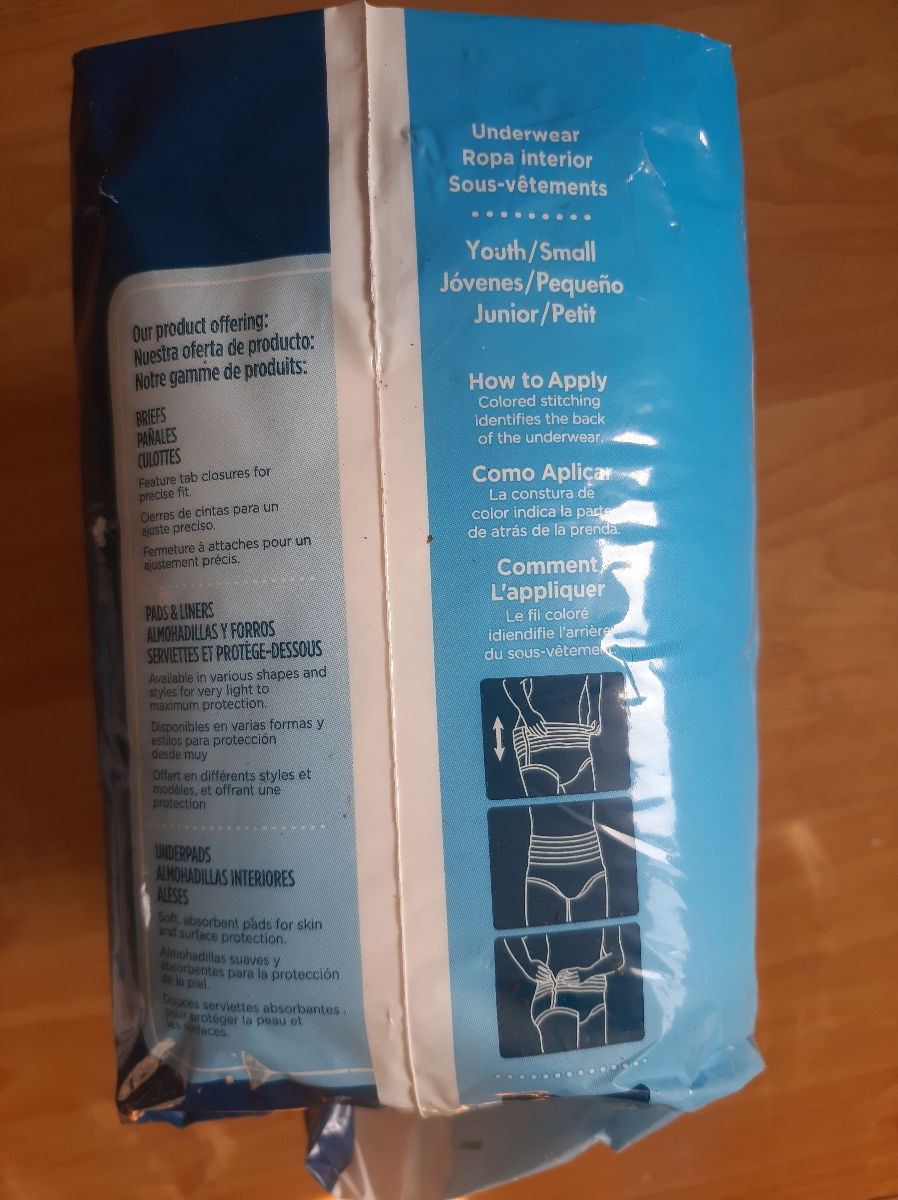 Our product offering:
Nuestra oferta de producto:
Notre gamme de produits:
BRIEFS
PAÑALES
CULOTTES
Feature tab closures for
precise fit.
Cierres de cintas para un
ajuste preciso.
Fermeture à attaches pour un
ajustement précis.
PADS & LINERS
ALMOHADILLAS Y FORROS
SERVIETTES ET PROTÈGE-DESSOUS
Available in various shapes and
styles for very light to
maximum protection.
Disponibles en varias formas y
estilos para protección
desde muy
Offert en différents styles et
modèles, et offrant une
protection
UNDERPADS
ALMOHADILLAS INTERIORES
ALÈSES
Soft, absorbent pads for skin
and surface protection.
Almohadillas suaves y
absorbentes para la protección
de la piel.
Douces serviettes absorbantes
pour protéger la peau et
les surfaces.
Underwear
Ropa interior
Sous-vêtements
Youth/Small
Jóvenes/Pequeño
Junior/Petit
How to Apply
Colored stitching
identifies the back
of the underwear.
Como Aplicar
La constura de
color indica la parte
de atrás de la prenda.
Comment
L'appliquer
Le fil coloré
idiendifie l'arrière
du sous-vêtement